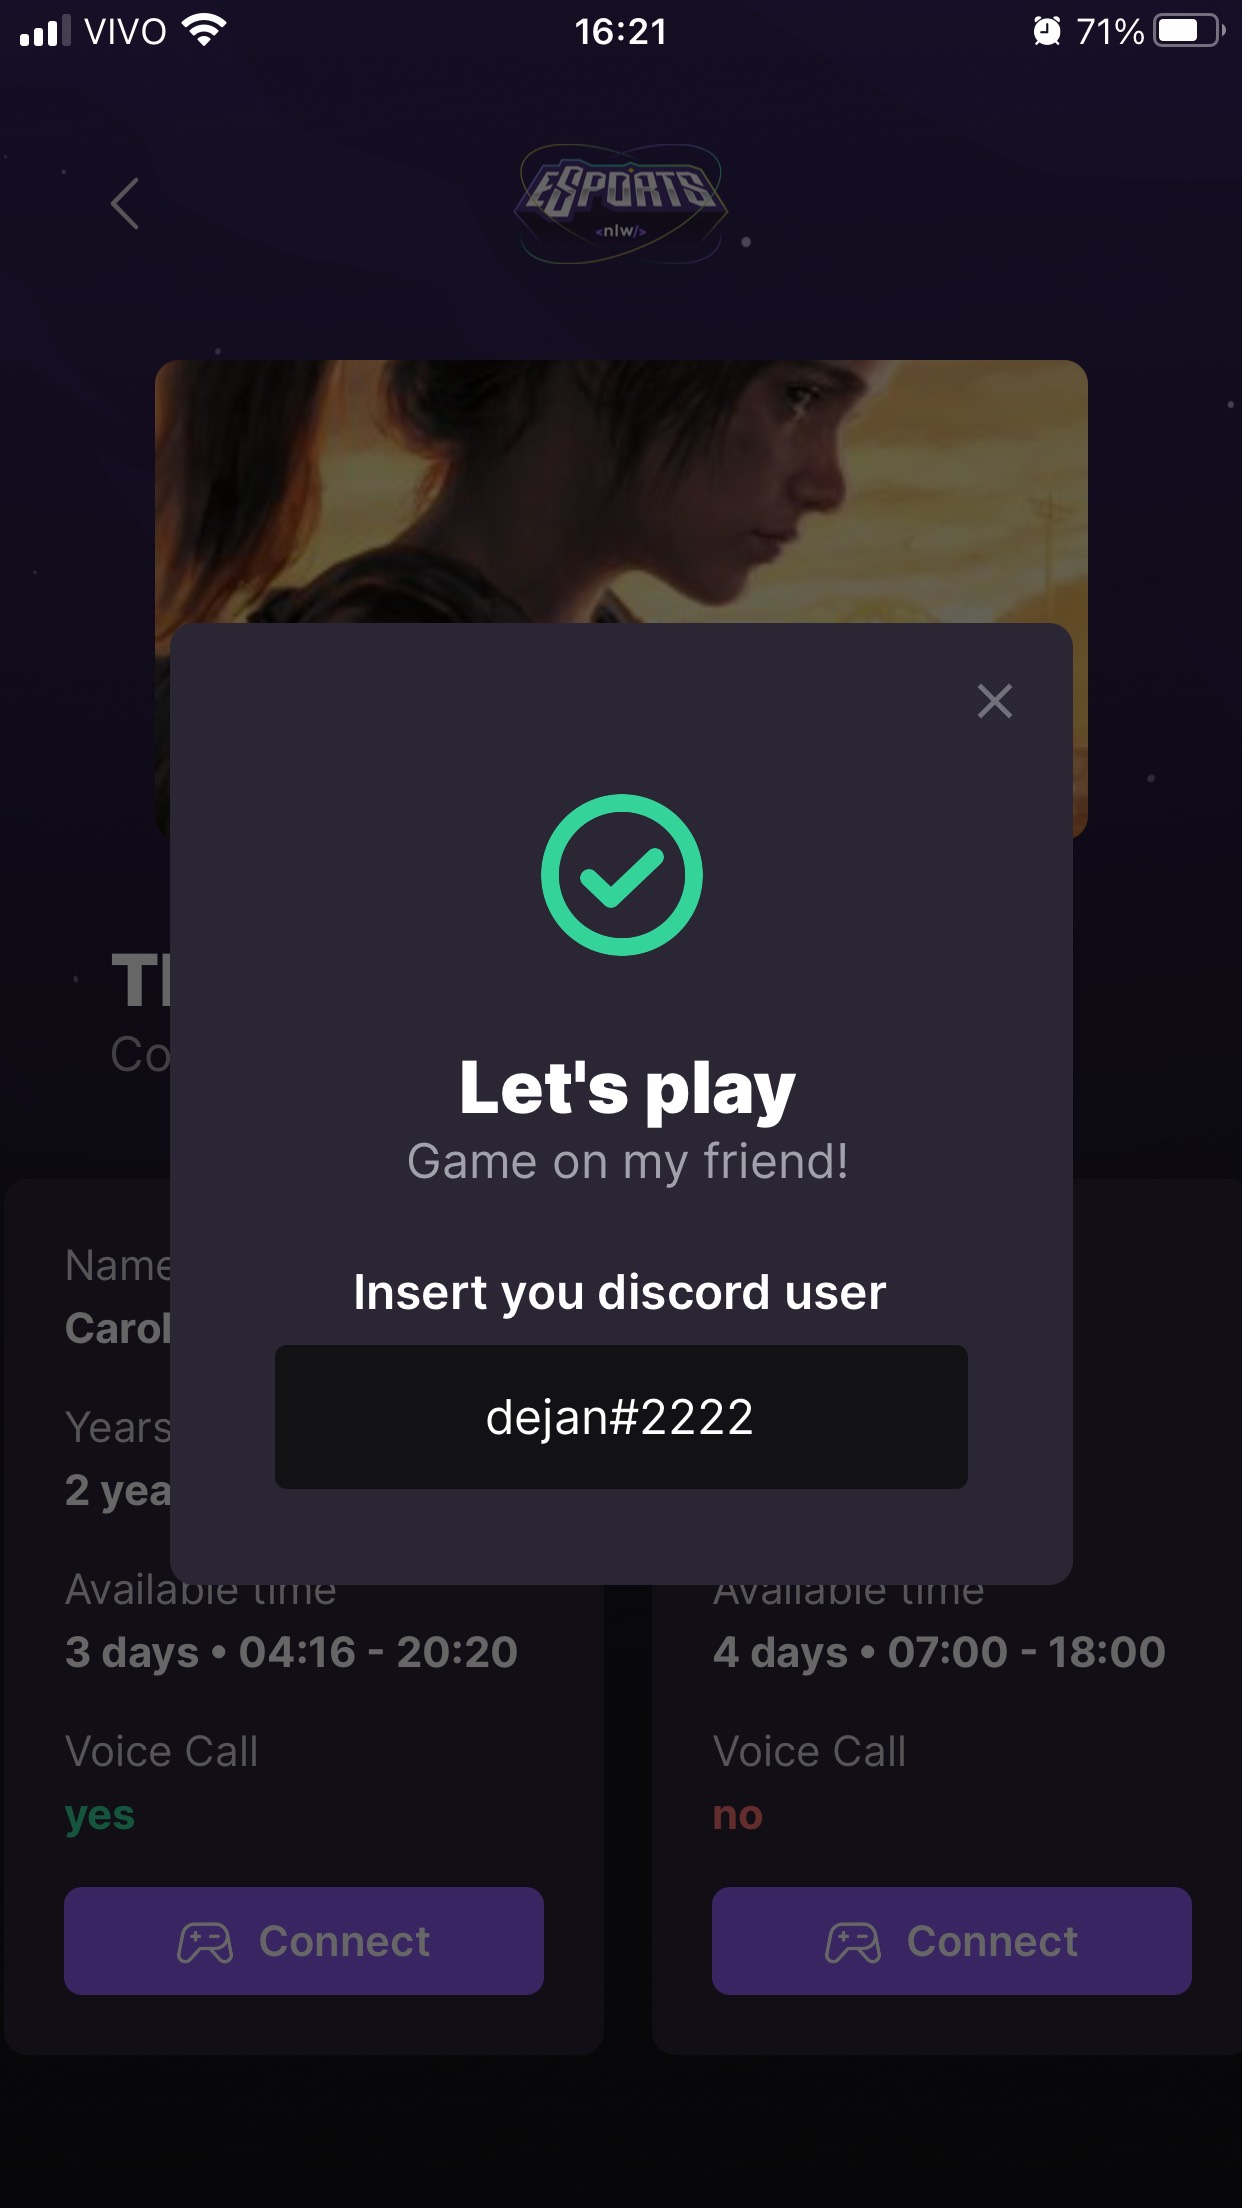 VIVO 16:21 71%
eSPORTS
<nlw/>
Let's play
Game on my friend!
Insert you discord user
dejan#2222
Name
Carol
Years
2 yea
Available time
3 days • 04:16 - 20:20
Voice Call
yes
Connect
Available time
4 days • 07:00 - 18:00
Voice Call
no
Connect